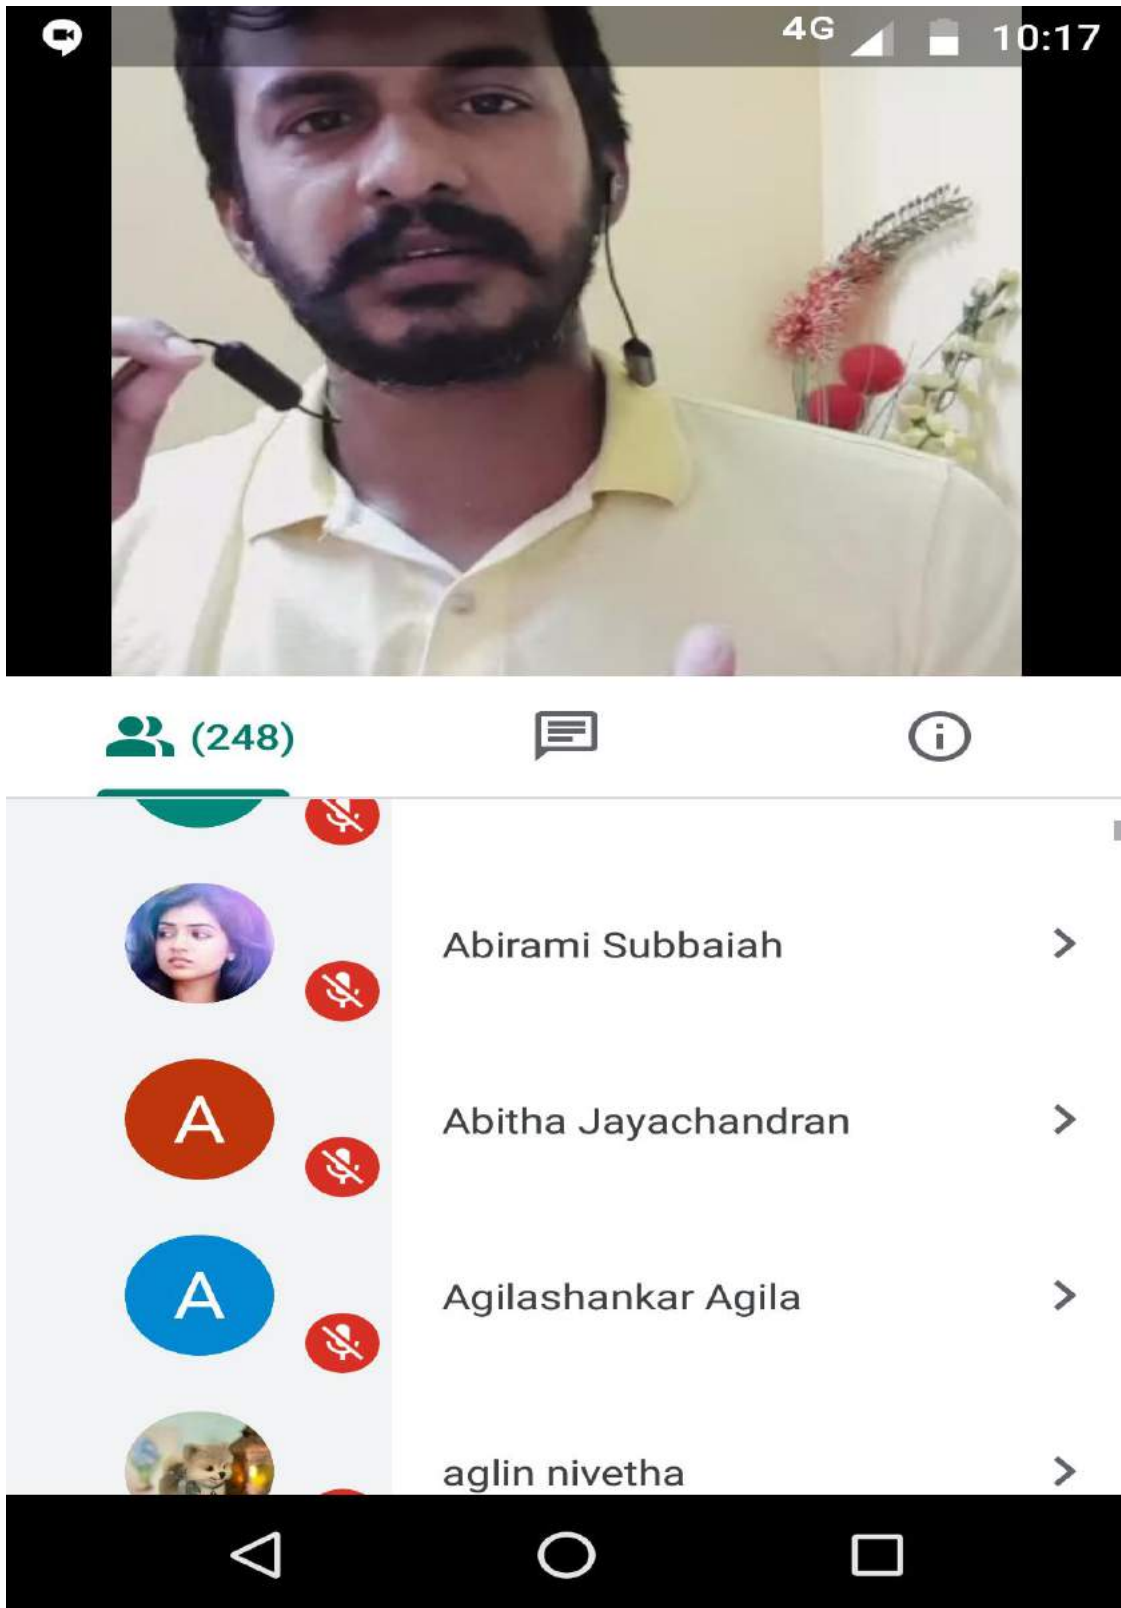 4G 10:17
(248)
Abirami Subbaiah
A
Abitha Jayachandran
A
Agilashankar Agila
aglin nivetha